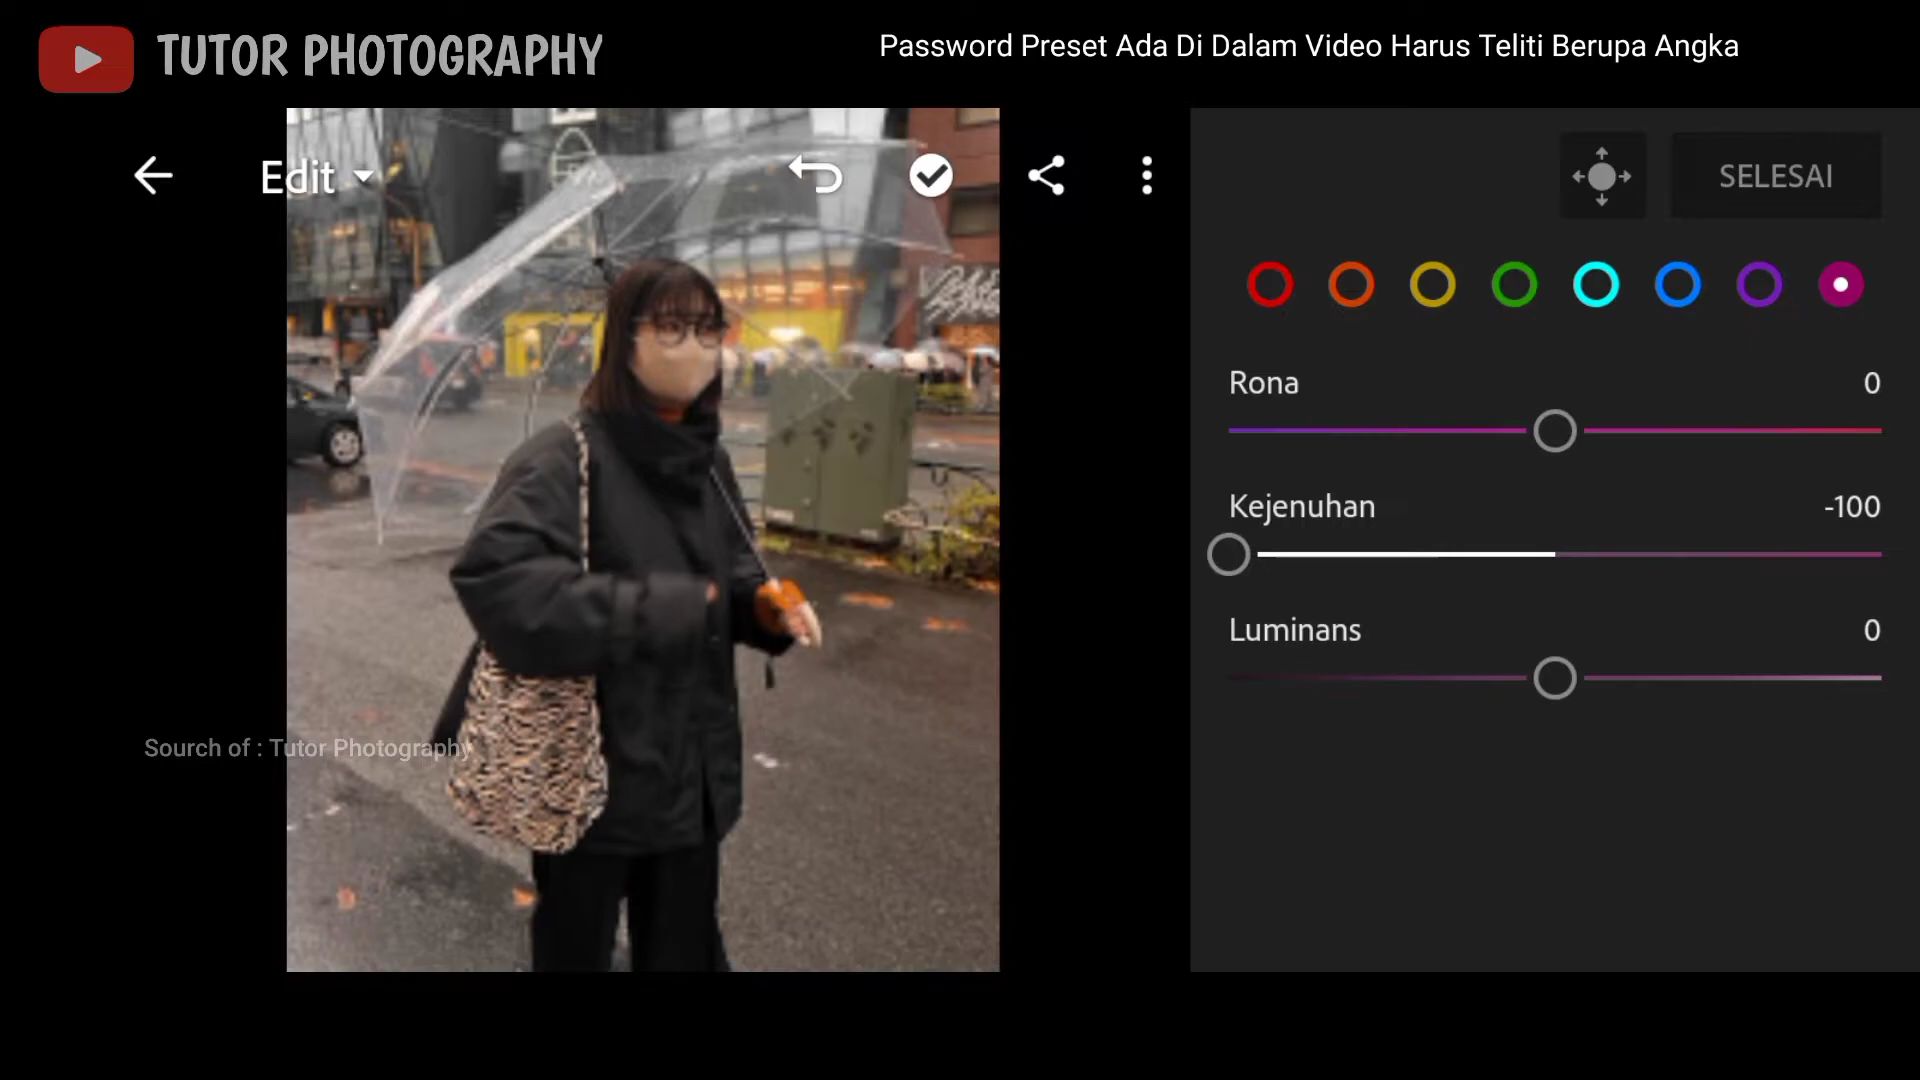 TUTOR PHOTOGRAPHY
Password Preset Ada Di Dalam Video Harus Teliti Berupa Angka
Edit
SELESAI
Rona 0
Kejenuhan -100
Luminans 0
Sourch of : Tutor Photography